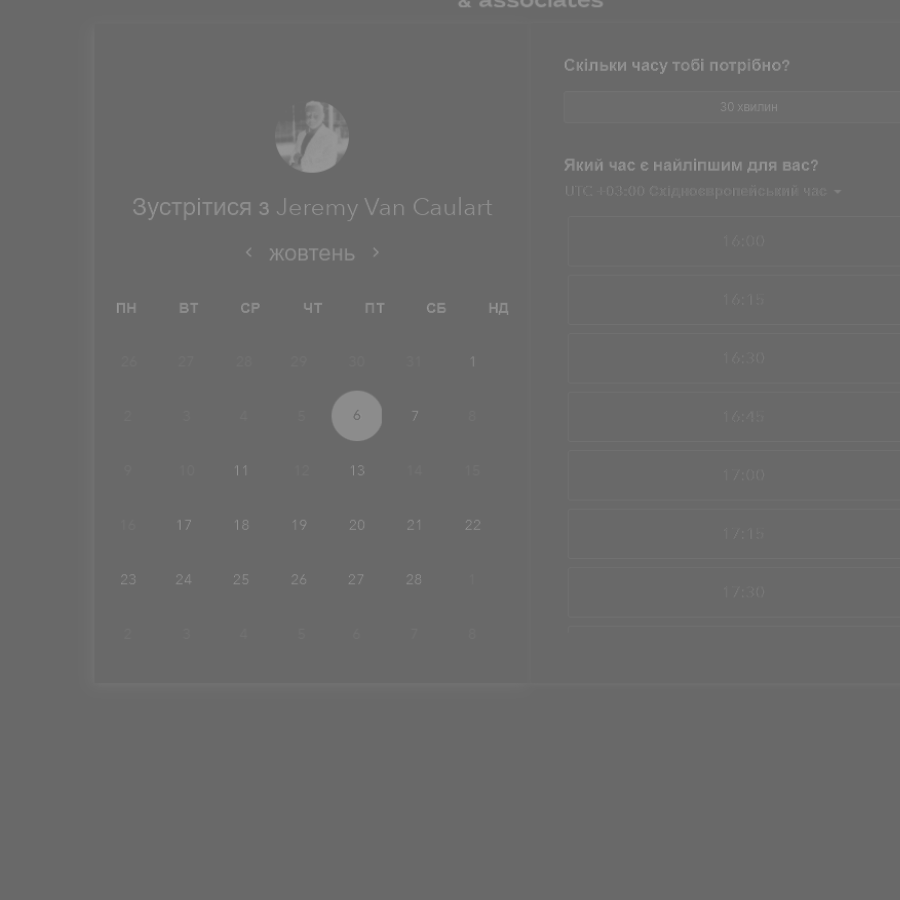 & associates
Зустрітися з Jeremy Van Caulart
жовтень
ПН ВТ СР ЧТ ПТ СБ НД
26 27 28 29 30 31 1
2 3 4 5 6 7 8
9 10 11 12 13 14 15
16 17 18 19 20 21 22
23 24 25 26 27 28 1
2 3 4 5 6 7 8
Скільки часу тобі потрібно?
30 хвилин
Який час є найліпшим для вас?
UTC +03:00 Східноєвропейський час
16:00
16:15
16:30
16:45
17:00
17:15
17:30